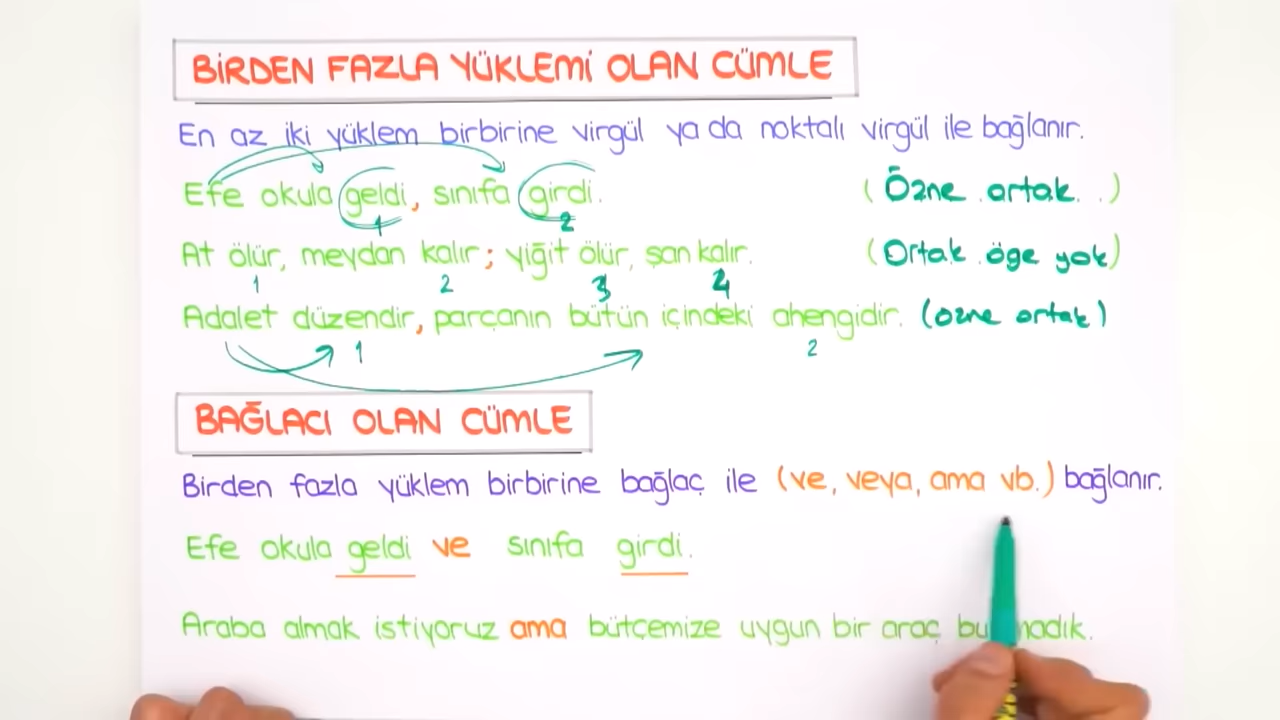 BİRDEN FAZLA YÜKLEMİ OLAN CÜMLE
En az iki yüklem birbirine virgül ya da noktalı virgül ile bağlanır.
Efe okula geldi, sınıfa girdi. (Özne ortak)
1 2
At ölür, meydan kalır; yiğit ölür, şan kalır. (Ortak öge yok)
1 2 3 4
Adalet düzendir, parçanın bütün içindeki ahengidir. (özne ortak)
1 2
BAĞLACI OLAN CÜMLE
Birden fazla yüklem birbirine bağlaç ile (ve, veya, ama vb.) bağlanır.
Efe okula geldi ve sınıfa girdi.
Araba almak istiyoruz ama bütçemize uygun bir araç